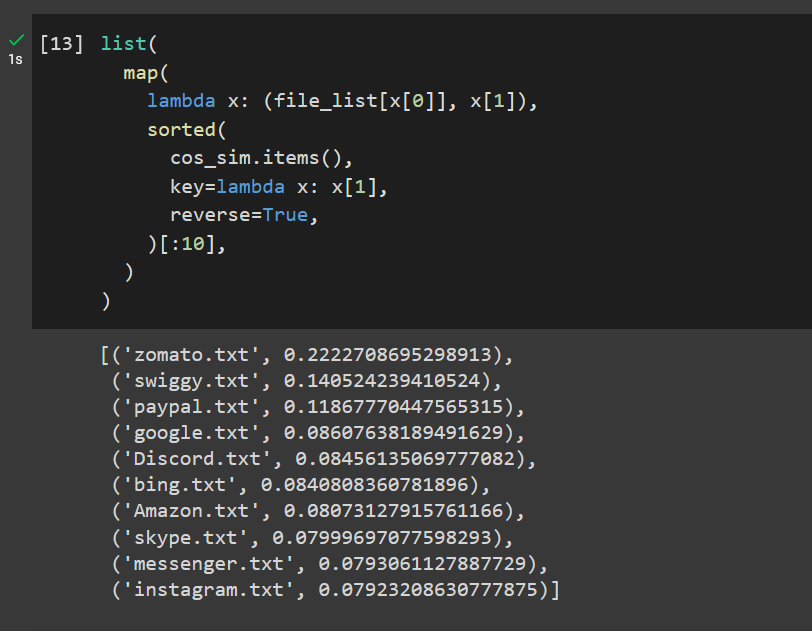 [13] list(
map(
lambda x: (file_list[x[0]], x[1]),
sorted(
cos_sim.items(),
key=lambda x: x[1],
reverse=True,
)[:10],
)
)
1s
[('zomato.txt', 0.2222708695298913),
('swiggy.txt', 0.140524239410524),
('paypal.txt', 0.11867770447565315),
('google.txt', 0.08607638189491629),
('Discord.txt', 0.08456135069777082),
('bing.txt', 0.0840808360781896),
('Amazon.txt', 0.08073127915761166),
('skype.txt', 0.07999697077598293),
('messenger.txt', 0.0793061127887729),
('instagram.txt', 0.07923208630777875)]